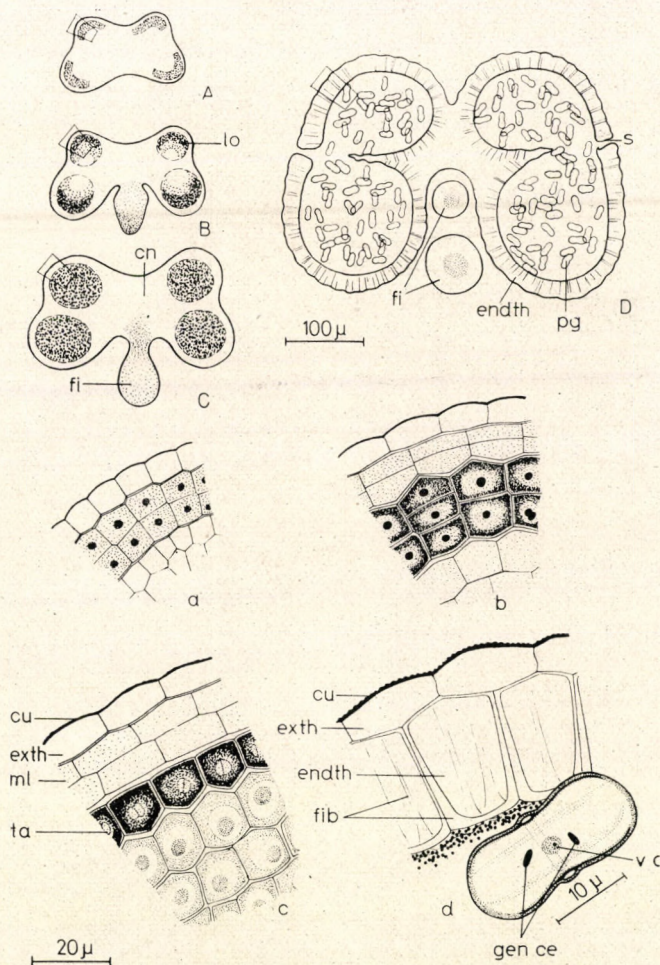 A
lo
B
cn
fi
C
s
fi
endth
pg
D
100 µ
a
b
cu
exth
ml
ta
c
20 µ
cu
exth
endth
fib
v c
10 µ
d
gen ce